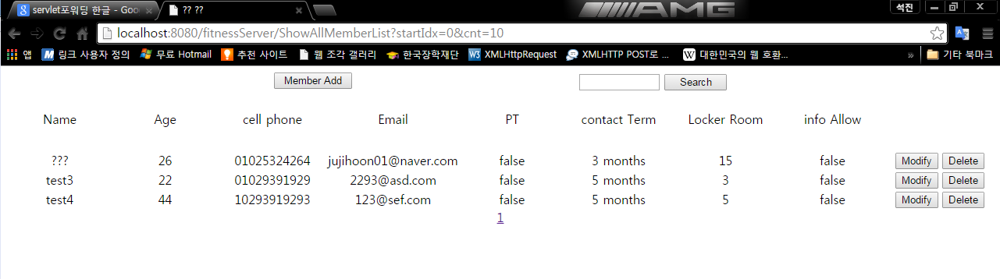 servlet포워딩 한글 - Goo
?? ??
AMG
석진
localhost:8080/fitnessServer/ShowAllMemberList?startIdx=0&cnt=10
앱 링크 사용자 정의 무료 Hotmail 추천 사이트 웹 조각 갤러리 한국장학재단 XMLHttpRequest XMLHTTP POST로 ... 대한민국의 웹 호환... » 기타 북마크
Member Add Search
Name Age cell phone Email PT contact Term Locker Room info Allow
??? 26 01025324264 jujihoon01@naver.com false 3 months 15 false Modify Delete
test3 22 01029391929 2293@asd.com false 5 months 3 false Modify Delete
test4 44 10293919293 123@sef.com false 5 months 5 false Modify Delete
1